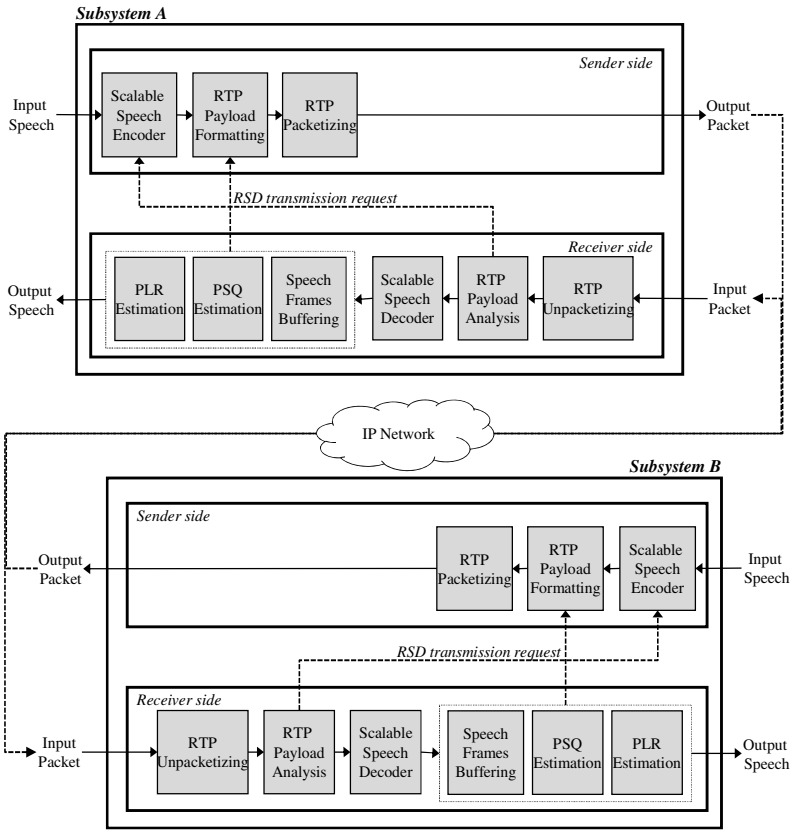 Subsystem A
Sender side
Input
Speech
Scalable
Speech
Encoder
RTP
Payload
Formatting
RTP
Packetizing
Output
Packet
RSD transmission request
Receiver side
Output
Speech
PLR
Estimation
PSQ
Estimation
Speech
Frames
Buffering
Scalable
Speech
Decoder
RTP
Payload
Analysis
RTP
Unpacketizing
Input
Packet
IP Network
Subsystem B
Sender side
Output
Packet
RTP
Packetizing
RTP
Payload
Formatting
Scalable
Speech
Encoder
Input
Speech
RSD transmission request
Receiver side
Input
Packet
RTP
Unpacketizing
RTP
Payload
Analysis
Scalable
Speech
Decoder
Speech
Frames
Buffering
PSQ
Estimation
PLR
Estimation
Output
Speech